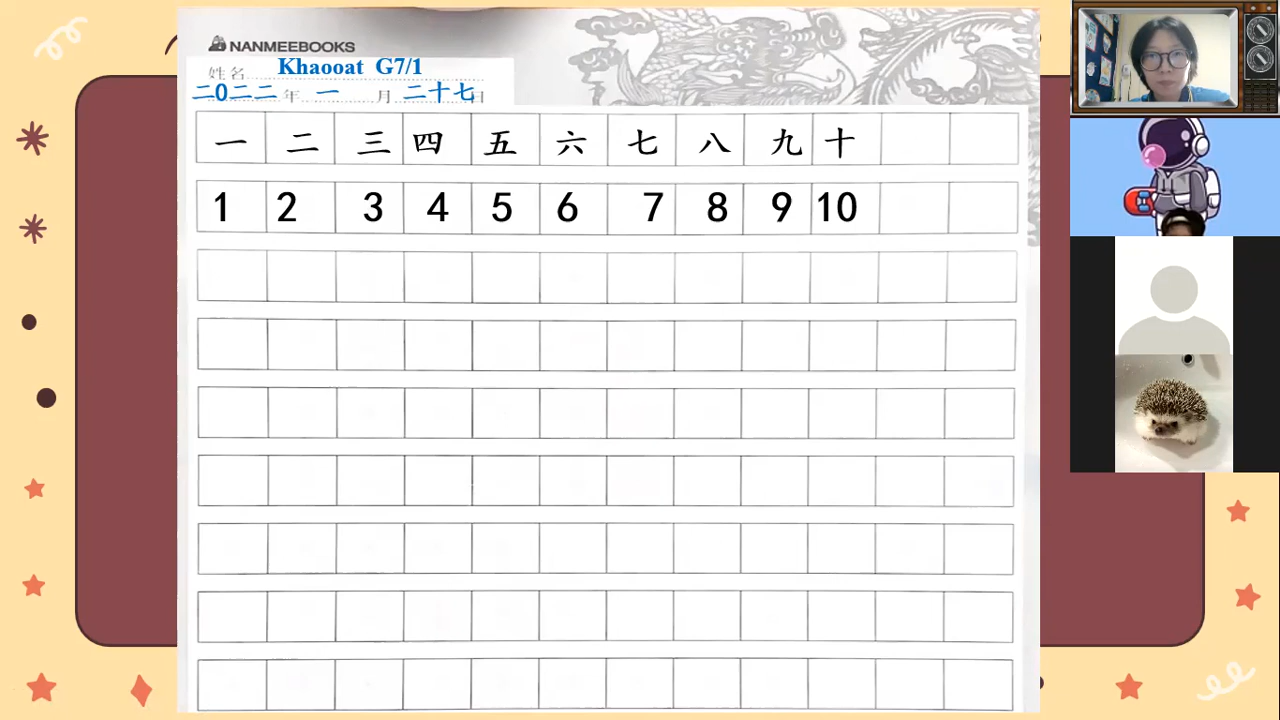 NANMEEBOOKS
姓名 Khaooat G7/1
二0二二 年 一 月 二十七日
一 二 三 四 五 六 七 八 九 十
1 2 3 4 5 6 7 8 9 10